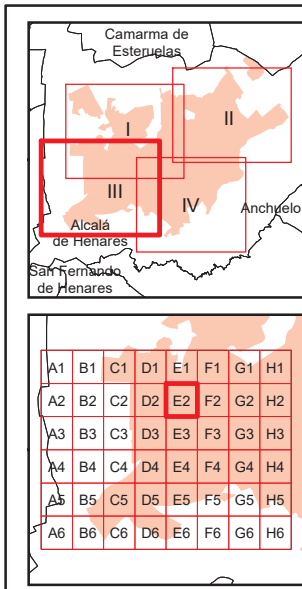 Camarma de
Esteruelas
I
II
III
IV
Anchuelo
Alcalá
de Henares
San Fernando
de Henares
A1 B1 C1 D1 E1 F1 G1 H1
A2 B2 C2 D2 E2 F2 G2 H2
A3 B3 C3 D3 E3 F3 G3 H3
A4 B4 C4 D4 E4 F4 G4 H4
A5 B5 C5 D5 E5 F5 G5 H5
A6 B6 C6 D6 E6 F6 G6 H6